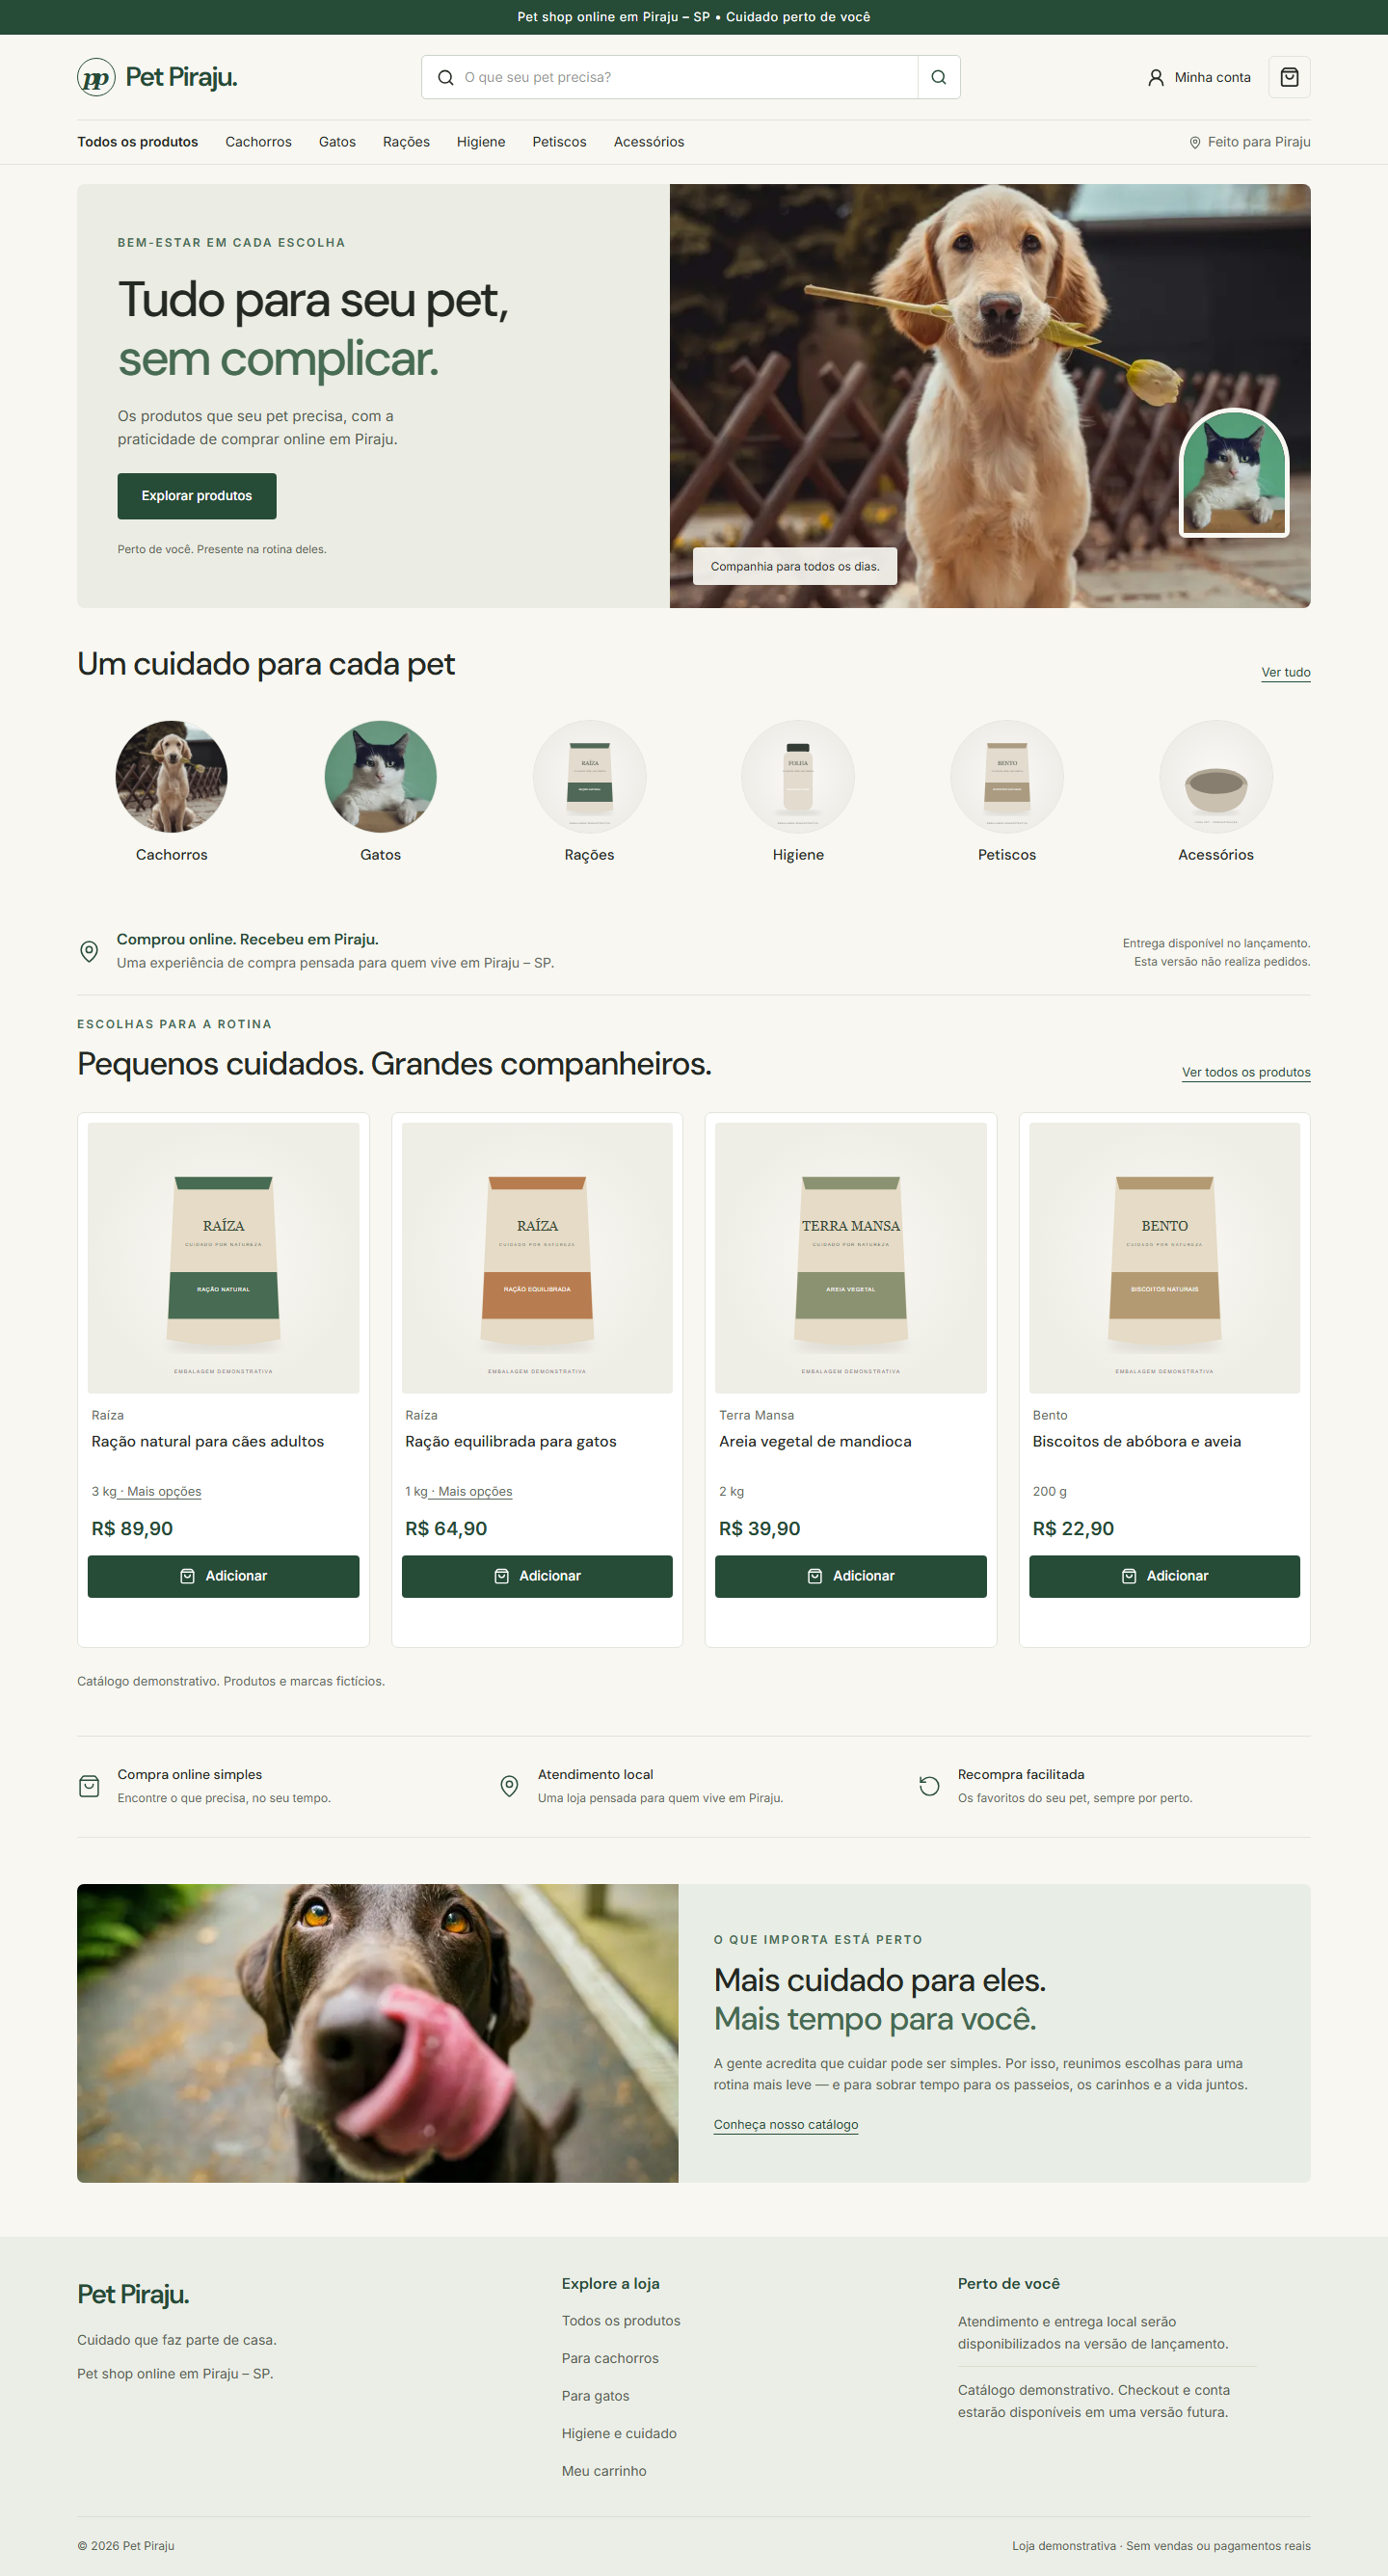 Pet shop online em Piraju – SP • Cuidado perto de você
pp Pet Piraju.
O que seu pet precisa?
Minha conta
Todos os produtos Cachorros Gatos Rações Higiene Petiscos Acessórios Feito para Piraju
BEM-ESTAR EM CADA ESCOLHA
Tudo para seu pet,
sem complicar.
Os produtos que seu pet precisa, com a
praticidade de comprar online em Piraju.
Explorar produtos
Perto de você. Presente na rotina deles.
Companhia para todos os dias.
Um cuidado para cada pet
Ver tudo
RAÍZA
FOLHA
BENTO
Cachorros Gatos Rações Higiene Petiscos Acessórios
Comprou online. Recebeu em Piraju.
Uma experiência de compra pensada para quem vive em Piraju – SP.
Entrega disponível no lançamento.
Esta versão não realiza pedidos.
ESCOLHAS PARA A ROTINA
Pequenos cuidados. Grandes companheiros.
Ver todos os produtos
RAÍZA
CUIDADO POR NATUREZA
RAÇÃO NATURAL
EMBALAGEM DEMONSTRATIVA
Raíza
Ração natural para cães adultos
3 kg · Mais opções
R$ 89,90
Adicionar
RAÍZA
CUIDADO POR NATUREZA
RAÇÃO EQUILIBRADA
EMBALAGEM DEMONSTRATIVA
Raíza
Ração equilibrada para gatos
1 kg · Mais opções
R$ 64,90
Adicionar
TERRA MANSA
CUIDADO POR NATUREZA
AREIA VEGETAL
EMBALAGEM DEMONSTRATIVA
Terra Mansa
Areia vegetal de mandioca
2 kg
R$ 39,90
Adicionar
BENTO
CUIDADO POR NATUREZA
BISCOITOS NATURAIS
EMBALAGEM DEMONSTRATIVA
Bento
Biscoitos de abóbora e aveia
200 g
R$ 22,90
Adicionar
Catálogo demonstrativo. Produtos e marcas fictícios.
Compra online simples
Encontre o que precisa, no seu tempo.
Atendimento local
Uma loja pensada para quem vive em Piraju.
Recompra facilitada
Os favoritos do seu pet, sempre por perto.
O QUE IMPORTA ESTÁ PERTO
Mais cuidado para eles.
Mais tempo para você.
A gente acredita que cuidar pode ser simples. Por isso, reunimos escolhas para uma
rotina mais leve — e para sobrar tempo para os passeios, os carinhos e a vida juntos.
Conheça nosso catálogo
Pet Piraju.
Cuidado que faz parte de casa.
Pet shop online em Piraju – SP.
Explore a loja
Todos os produtos
Para cachorros
Para gatos
Higiene e cuidado
Meu carrinho
Perto de você
Atendimento e entrega local serão
disponibilizados na versão de lançamento.
Catálogo demonstrativo. Checkout e conta
estarão disponíveis em uma versão futura.
© 2026 Pet Piraju
Loja demonstrativa · Sem vendas ou pagamentos reais